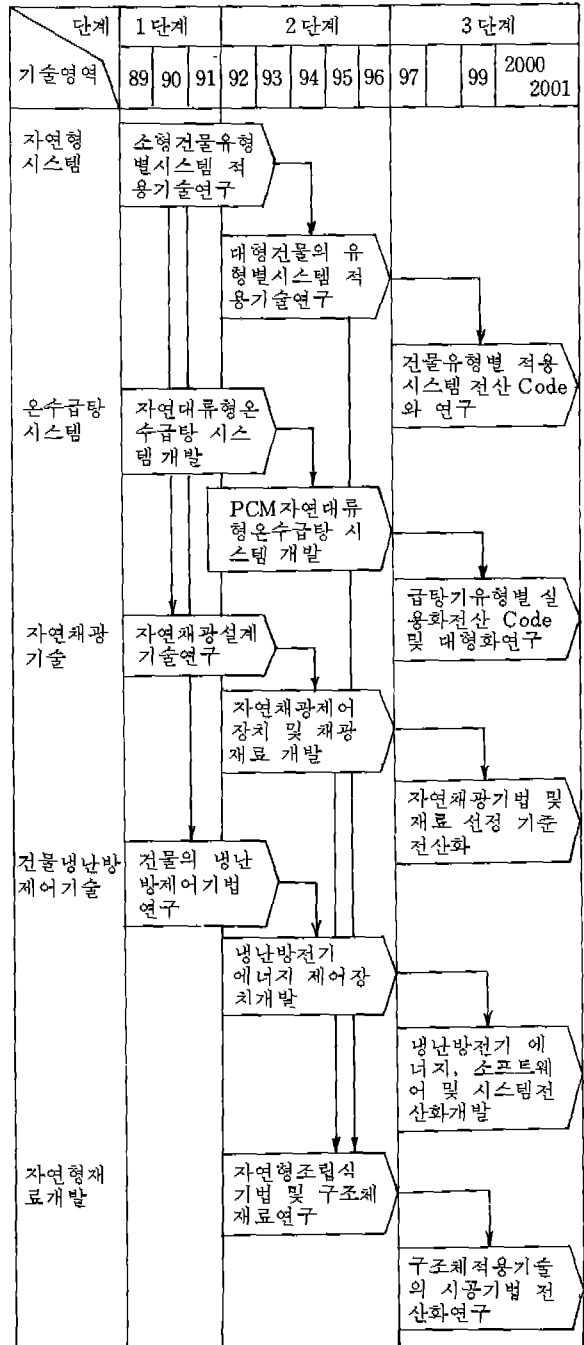 단계
1단계
2단계
3단계
기술영역
89 90 91 92 93 94 95 96 97 99 2000
2001
자연형
시스템
소형건물유형
별시스템 적
용기술연구
대형건물의 유
형별시스템 적
용기술연구
건물유형별 적용
시스템 전산 Code
와 연구
온수급탕
시스템
자연대류형온
수급탕 시스
템개발
PCM자연대류
형온수급탕 시
스템 개발
급탕기유형별 실
용화전산 Code
및 대형화연구
자연채광
기술
자연채광설계
기술연구
자연채광제어
장치 및 채광
재료 개발
자연채광기법 및
재료 선정 기준
전산화
건물냉난방
제어기술
건물의 냉난
방제어기법
연구
냉난방전기
에너지 제어장
치개발
냉난방전기 에
너지, 소프트웨
어 및 시스템전
산화개발
자연형재
료개발
자연형조립식
기법 및 구조체
재료연구
구조체적용기술
의 시공기법 전
산화연구